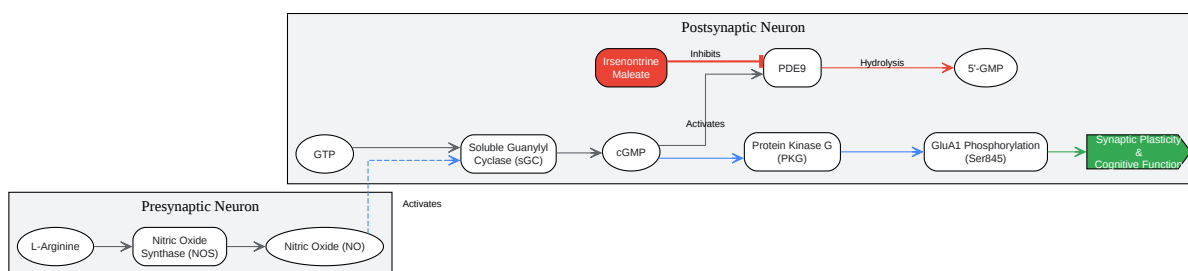 Postsynaptic Neuron
Irsenontrine
Maleate
Inhibits
PDE9
Hydrolysis
5'-GMP
Activates
GTP
Soluble Guanylyl
Cyclase (sGC)
cGMP
Protein Kinase G
(PKG)
GluA1 Phosphorylation
(Ser845)
Synaptic Plasticity
&
Cognitive Function
Presynaptic Neuron
Activates
L-Arginine
Nitric Oxide
Synthase (NOS)
Nitric Oxide (NO)